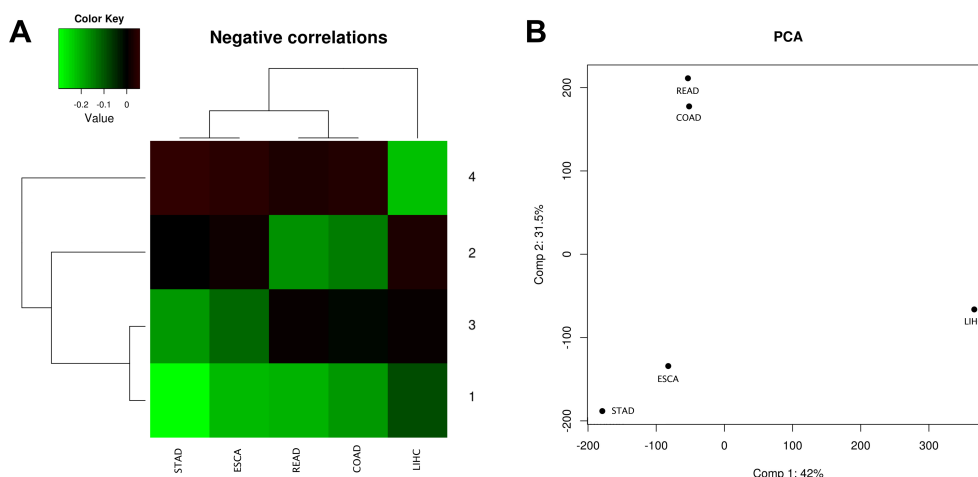 A
Color Key
-0.2 -0.1 0
Value
Negative correlations
4
2
3
1
STAD ESCA READ COAD LIHC
B
PCA
Comp 2: 31.5%
200
100
0
-100
-200
READ
COAD
LIH
ESCA
STAD
-200 -100 0 100 200 300
Comp 1: 42%